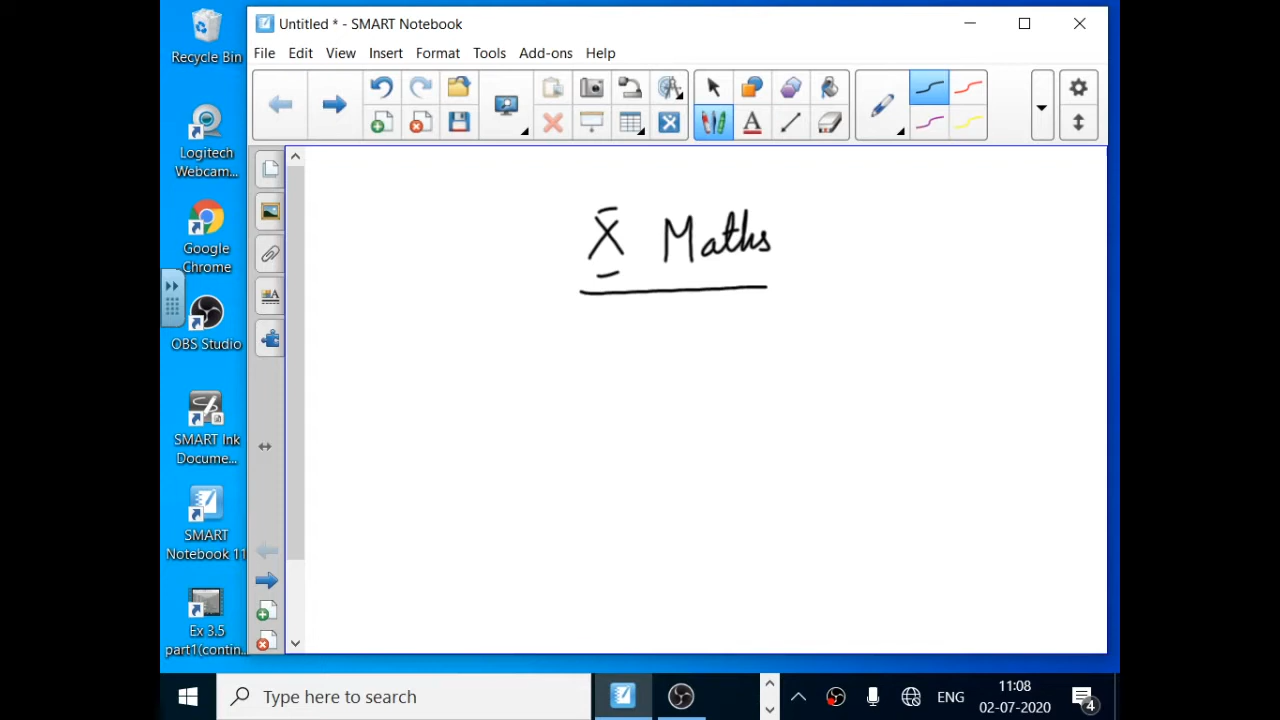 Recycle Bin
Untitled * - SMART Notebook
File Edit View Insert Format Tools Add-ons Help
Logitech
Webcam...
X Maths
Google
Chrome
OBS Studio
SMART Ink
Docume...
SMART
Notebook 11
Ex 3.5
part1(contin...
Type here to search
ENG
11:08
02-07-2020
4